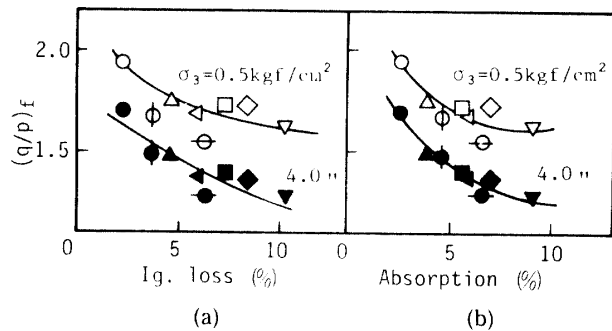 2.0
1.5
(q/p)f
σ3=0.5kgf/cm²
4.0 〃
0 5 10
Ig. loss (%)
(a)
σ3=0.5kgf/cm²
4.0 〃
0 5 10
Absorption (%)
(b)